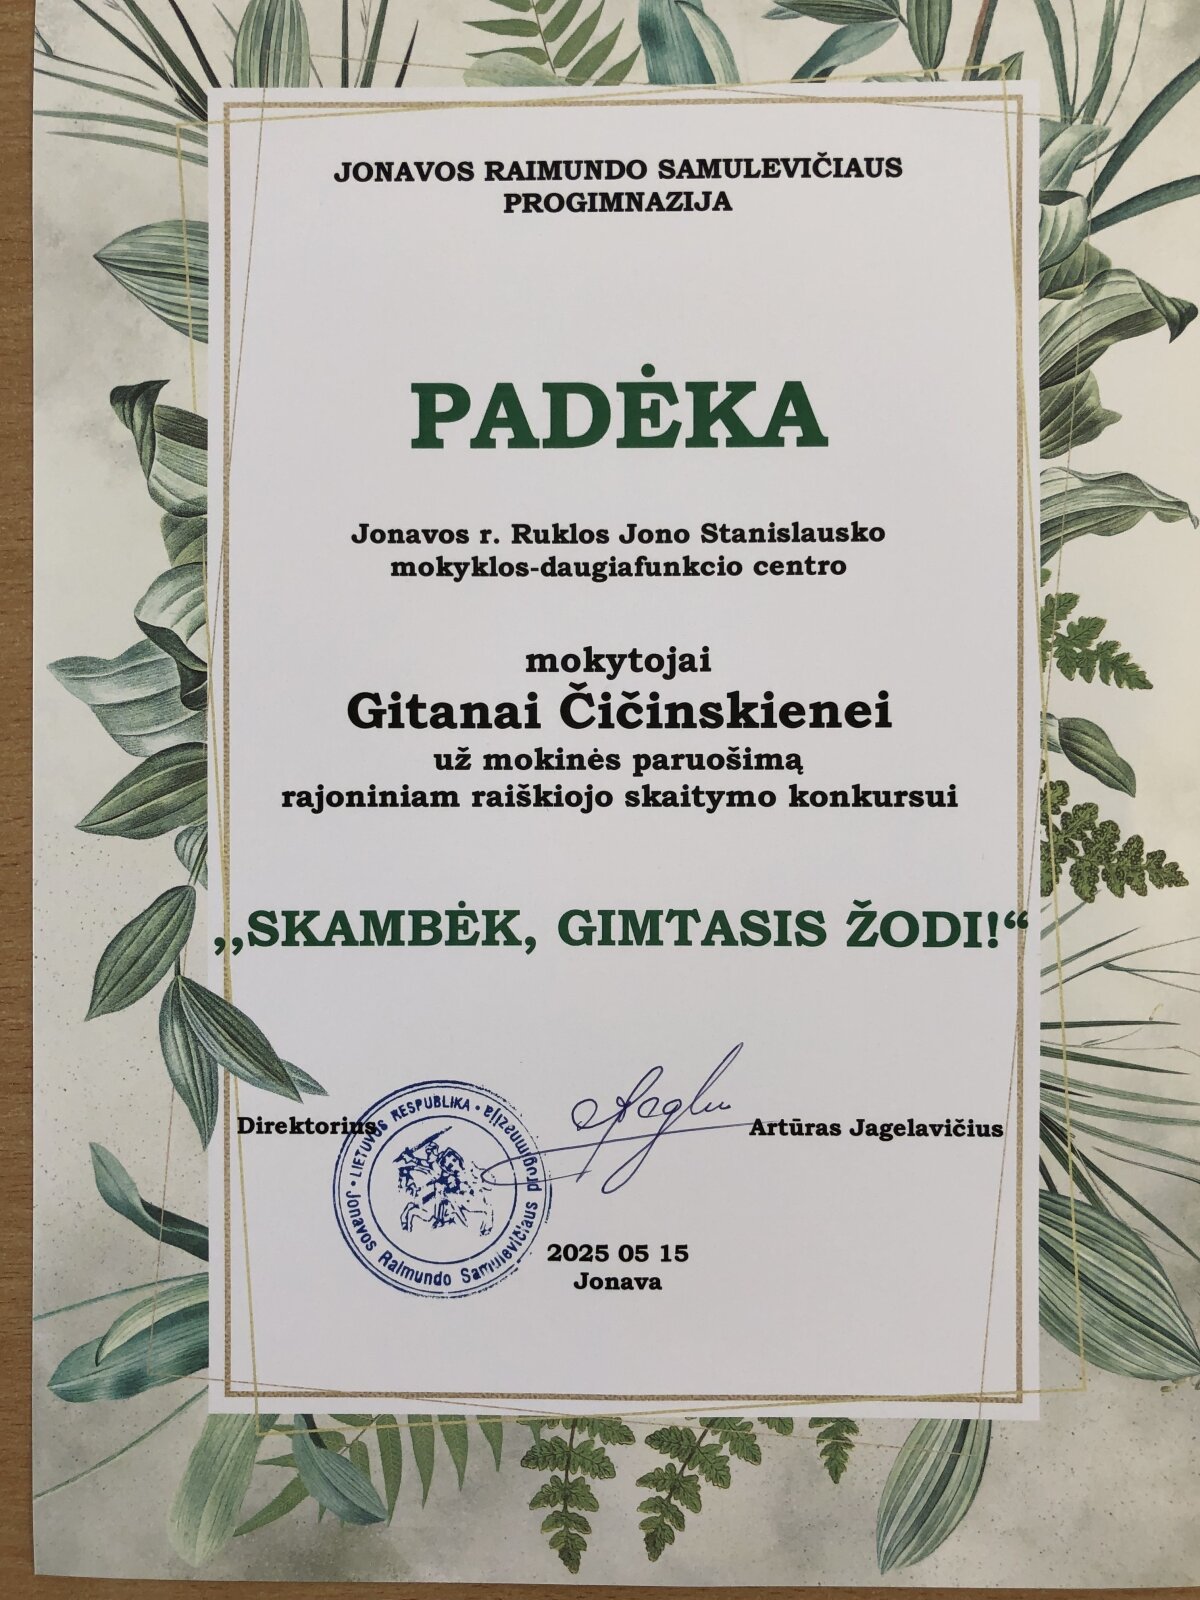 JONAVOS RAIMUNDO SAMULEVIČIAUS
PROGIMNAZIJA
PADĖKA
Jonavos r. Ruklos Jono Stanislausko
mokyklos-daugiafunkcio centro
mokytojai
Gitanai Čičinskienei
už mokinės paruošimą
rajoniniam raiškiojo skaitymo konkursui
,,SKAMBĖK, GIMTASIS ŽODI!“
Direktorius
Artūras Jagelavičius
• LIETUVOS RESPUBLIKA •
Jonavos Raimundo Samulevičiaus progimnazija
2025 05 15
Jonava